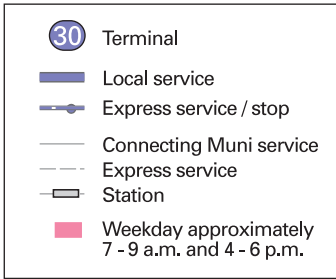 30 Terminal
Local service
Express service / stop
Connecting Muni service
Express service
Station
Weekday approximately
7 - 9 a.m. and 4 - 6 p.m.